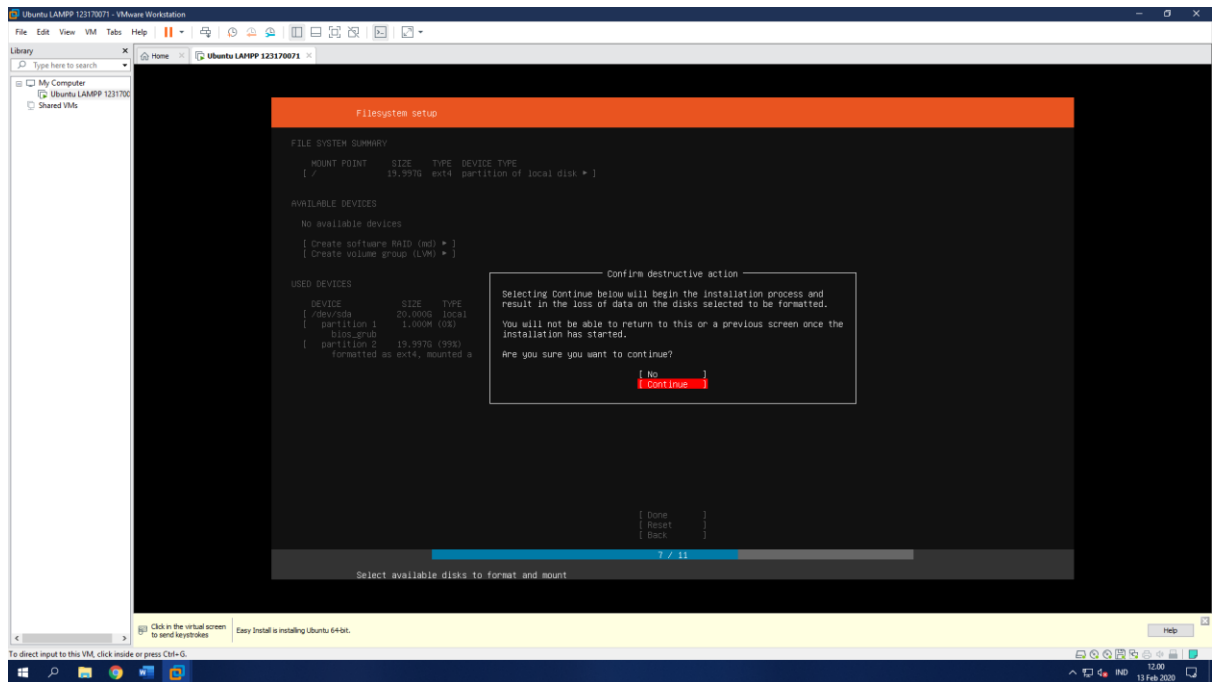 Ubuntu LAMPP 123170071 - VMware Workstation
File Edit View VM Tabs Help
Library
Home
Ubuntu LAMPP 123170071
Type here to search
My Computer
Ubuntu LAMPP 1231700
Shared VMs
Filesystem setup
FILE SYSTEM SUMMARY
MOUNT POINT SIZE TYPE DEVICE TYPE
[ / 19.997G ext4 partition of local disk ▸ ]
AVAILABLE DEVICES
No available devices
[ Create software RAID (md) ▸ ]
[ Create volume group (LVM) ▸ ]
USED DEVICES
DEVICE SIZE TYPE
[ /dev/sda 20.000G local
[ partition 1 1.000M (0%)
bios_grub
[ partition 2 19.997G (99%)
formatted as ext4, mounted a
Confirm destructive action
Selecting Continue below will begin the installation process and
result in the loss of data on the disks selected to be formatted.
You will not be able to return to this or a previous screen once the
installation has started.
Are you sure you want to continue?
[ No ]
[ Continue ]
[ Done ]
[ Reset ]
[ Back ]
7 / 11
Select available disks to format and mount
Click in the virtual screen
to send keystrokes
Easy Install is installing Ubuntu 64-bit.
Help
To direct input to this VM, click inside or press Ctrl+G.
IND
12.00
13 Feb 2020